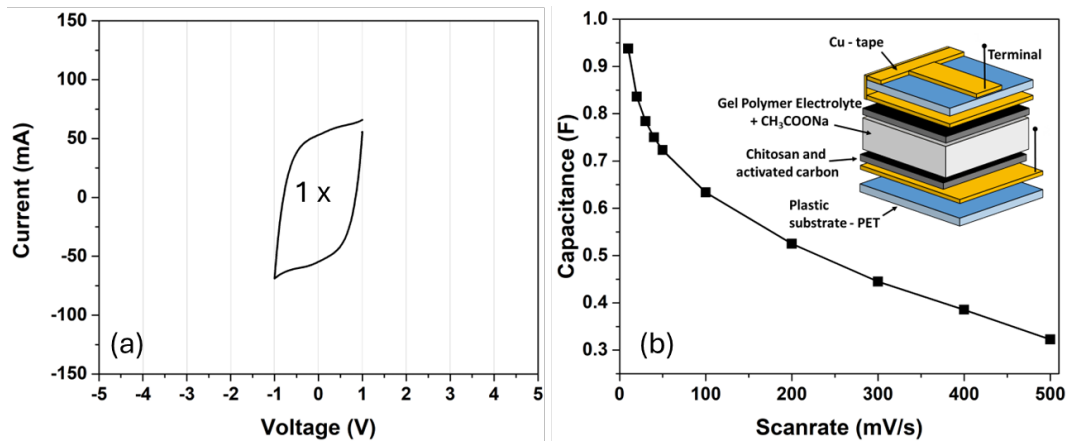 150
100
50
0
-50
-100
-150
Current (mA)
1 x
(a)
-5 -4 -3 -2 -1 0 1 2 3 4 5
Voltage (V)
1.0
0.9
0.8
0.7
0.6
0.5
0.4
0.3
Capacitance (F)
Cu - tape
Terminal
Gel Polymer Electrolyte
+ CH₃COONa
Chitosan and
activated carbon
Plastic
substrate - PET
(b)
0 100 200 300 400 500
Scanrate (mV/s)